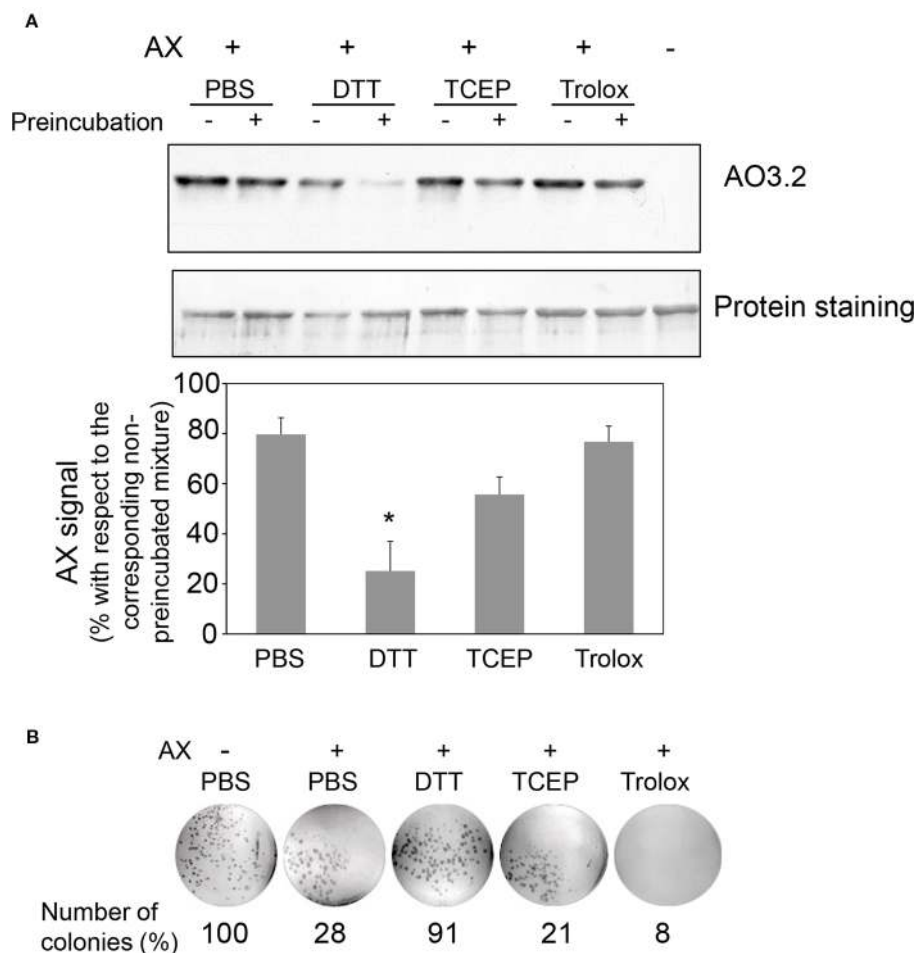 A
AX + + + + -
PBS DTT TCEP Trolox
Preincubation - + - + - + - +
AO3.2
Protein staining
AX signal
(% with respect to the
corresponding non-
preincubated mixture)
100
80
60
40
20
0
*
PBS DTT TCEP Trolox
B
AX - + + + +
PBS PBS DTT TCEP Trolox
Number of
colonies (%) 100 28 91 21 8